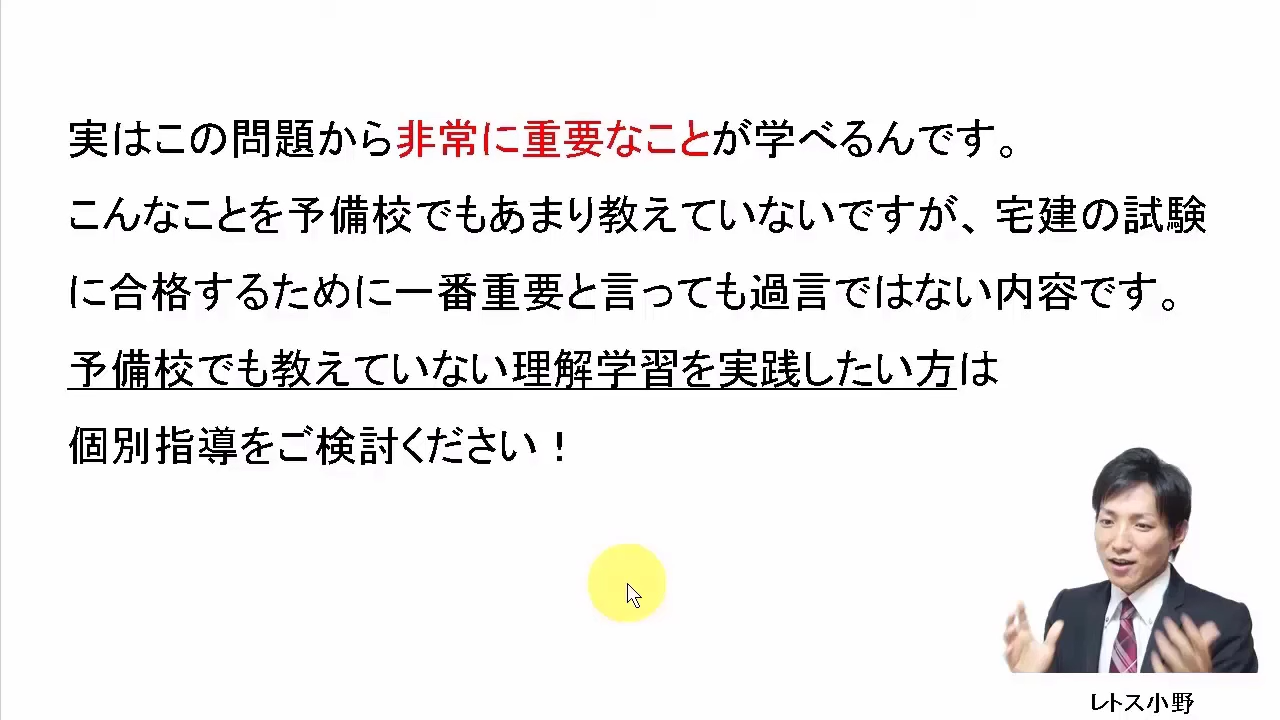 実はこの問題から非常に重要なことが学べるんです。
こんなことを予備校でもあまり教えていないですが、宅建の試験
に合格するために一番重要と言っても過言ではない内容です。
予備校でも教えていない理解学習を実践したい方は
個別指導をご検討ください！
レトス小野